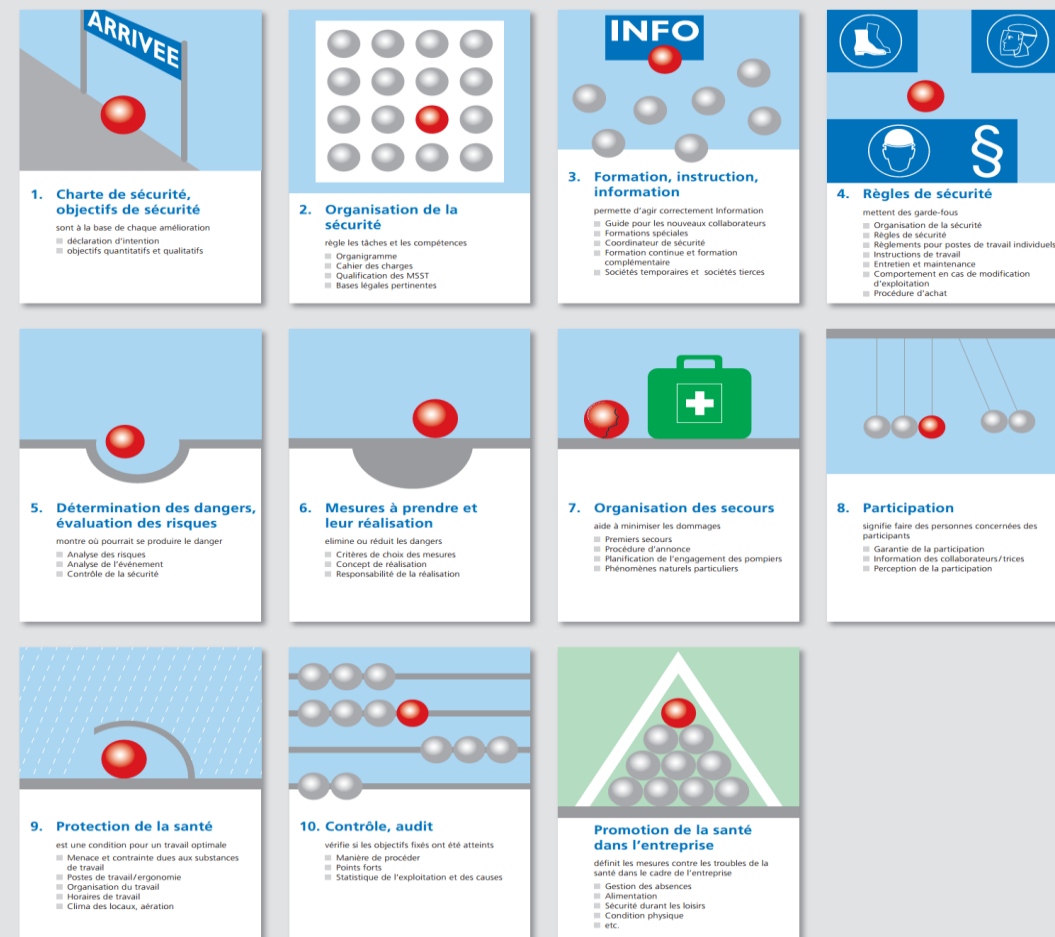 ARRIVEE
1. Charte de sécurité,
objectifs de sécurité
sont à la base de chaque amélioration
déclaration d'intention
objectifs quantitatifs et qualitatifs
2. Organisation de la
sécurité
règle les tâches et les compétences
Organigramme
Cahier des charges
Qualification des MSST
Bases légales pertinentes
INFO
3. Formation, instruction,
information
permette d'agir correctement Information
Guide pour les nouveaux collaborateurs
Formations spéciales
Coordinateur de sécurité
Formation continue et formation
complémentaire
Sociétés temporaires et sociétés tierces
§
4. Règles de sécurité
mettent des garde-fous
Organisation de la sécurité
Règles de sécurité
Règlements pour postes de travail individuels
Instructions de travail
Entretien et maintenance
Comportement en cas de modification
d'exploitation
Procédure d'achat
5. Détermination des dangers,
évaluation des risques
montre où pourrait se produire le danger
Analyse des risques
Analyse de l'événement
Contrôle de la sécurité
6. Mesures à prendre et
leur réalisation
elimine ou réduit les dangers
Critères de choix des mesures
Concept de réalisation
Responsabilité de la réalisation
7. Organisation des secours
aide à minimiser les dommages
Premiers secours
Procédure d'annonce
Planification de l'engagement des pompiers
Phénomènes naturels particuliers
8. Participation
signifie faire des personnes concernées des
participants
Garantie de la participation
Information des collaborateurs/trices
Perception de la participation
9. Protection de la santé
est une condition pour un travail optimale
Menace et contrainte dues aux substances
de travail
Postes de travail/ergonomie
Organisation du travail
Horaires de travail
Clima des locaux, aération
10. Contrôle, audit
vérifie si les objectifs fixés ont été atteints
Manière de procéder
Points forts
Statistique de l'exploitation et des causes
Promotion de la santé
dans l'entreprise
définit les mesures contre les troubles de la
santé dans le cadre de l'entreprise
Gestion des absences
Alimentation
Sécurité durant les loisirs
Condition physique
etc.